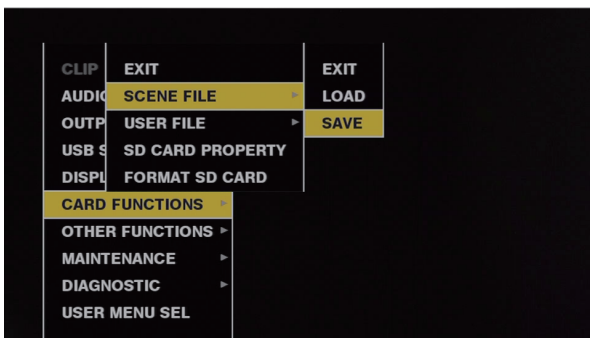 CLIP
AUDI
OUTP
USB S
DISPL
CARD FUNCTIONS
OTHER FUNCTIONS
MAINTENANCE
DIAGNOSTIC
USER MENU SEL
EXIT
SCENE FILE
USER FILE
SD CARD PROPERTY
FORMAT SD CARD
EXIT
LOAD
SAVE